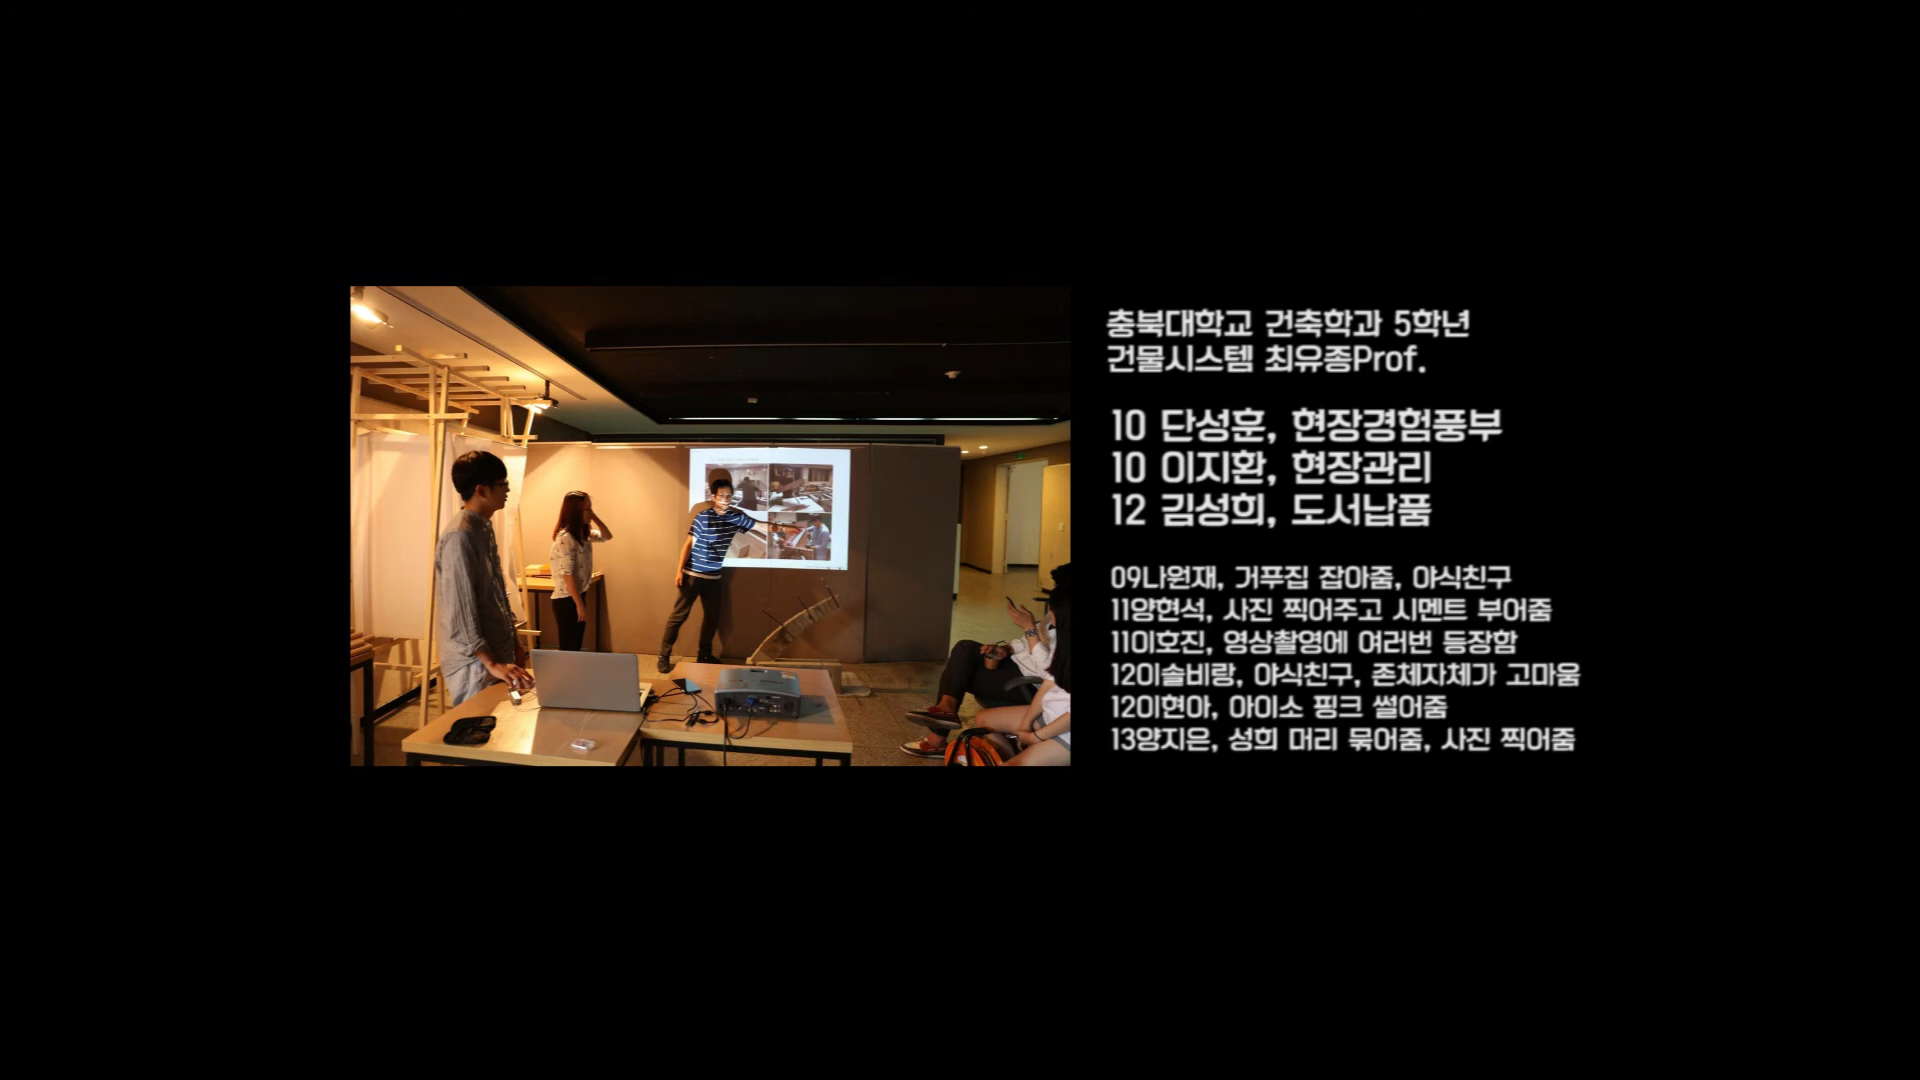 충북대학교 건축학과 5학년
건물시스템 최유종Prof.
10 단성훈, 현장경험풍부
10 이지환, 현장관리
12 김성희, 도서납품
09나원재, 거푸집 잡아줌, 야식친구
11양현석, 사진 찍어주고 시멘트 부어줌
11이호진, 영상촬영에 여러번 등장함
12이솔비랑, 야식친구, 존체자체가 고마움
12이현아, 아이소 핑크 썰어줌
13양지은, 성희 머리 묶어줌, 사진 찍어줌